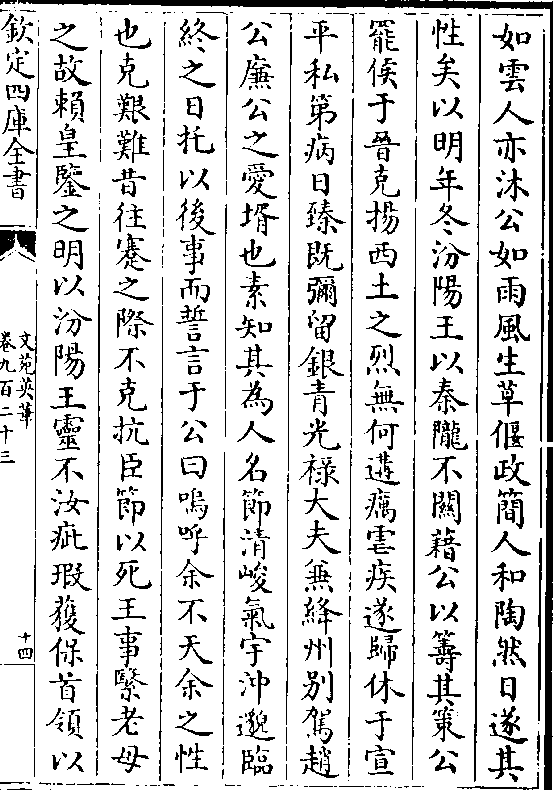 如雲人亦沐公如雨風生草偃政簡人和陶然日遂其
性矣以明年冬汾陽王以秦隴不關藉公以籌其策公
罷侯于晉克揚西土之烈無何遘癘雲疾遂歸休于宣
平私第病日臻既彌留銀青光祿大夫兼絳州別駕趙
公廉公之愛壻也素知其為人名節清峻氣宇沖邈臨
終之日托以後事而誓言于公曰嗚呼余不天余之性
也克艱難昔往蹇之際不克抗臣節以死王事繄老母
之故賴皇鑒之明以汾陽王靈不汝疵瑕獲保首領以
欽定四庫全書
文苑英華
卷九百二十三
十四